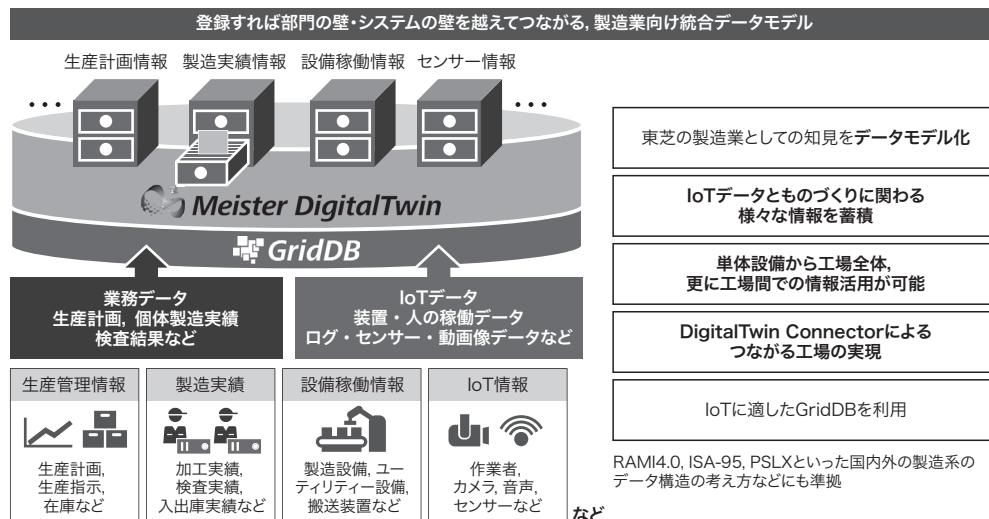 登録すれば部門の壁・システムの壁を越えてつながる, 製造業向け統合データモデル
生産計画情報 製造実績情報 設備稼働情報 センサー情報
Meister DigitalTwin
GridDB
業務データ
生産計画, 個体製造実績
検査結果など
IoTデータ
装置・人の稼働データ
ログ・センサー・動画像データなど
生産管理情報
生産計画,
生産指示,
在庫など
製造実績
加工実績,
検査実績,
入出庫実績など
設備稼働情報
製造設備, ユー
ティリティー設備,
搬送装置など
IoT情報
作業者,
カメラ, 音声,
センサーなど
など
東芝の製造業としての知見をデータモデル化
IoTデータとものづくりに関わる
様々な情報を蓄積
単体設備から工場全体,
更に工場間での情報活用が可能
DigitalTwin Connectorによる
つながる工場の実現
IoTに適したGridDBを利用
RAMI4.0, ISA-95, PSLXといった国内外の製造系の
データ構造の考え方などにも準拠